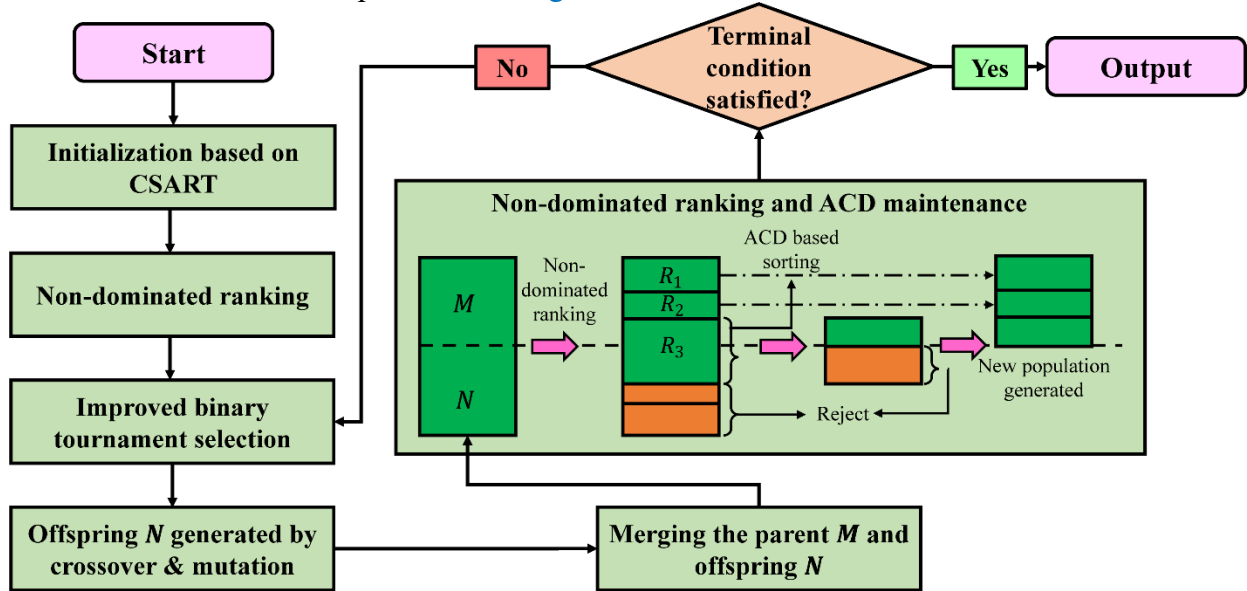 Start
Initialization based on
CSART
Non-dominated ranking
Improved binary
tournament selection
Offspring N generated by
crossover & mutation
Merging the parent M and
offspring N
Non-dominated ranking and ACD maintenance
M
N
Non-
dominated
ranking
R₁
R₂
R₃
ACD based
sorting
Reject
New population
generated
Terminal
condition
satisfied?
No
Yes
Output